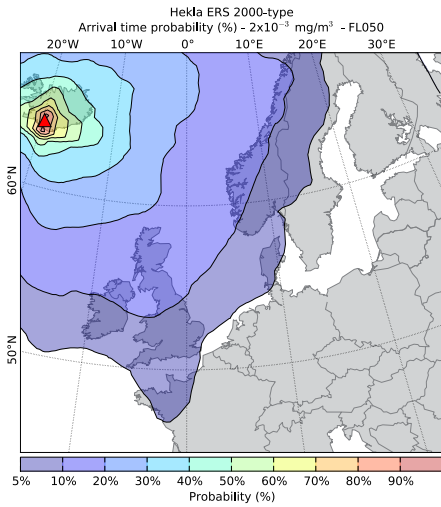 Hekla ERS 2000-type
Arrival time probability (%) - 2x10⁻³ mg/m³ - FL050
20°W 10°W 0°E 10°E 20°E 30°E
60°N
50°N
5% 10% 20% 30% 40% 50% 60% 70% 80% 90%
Probability (%)